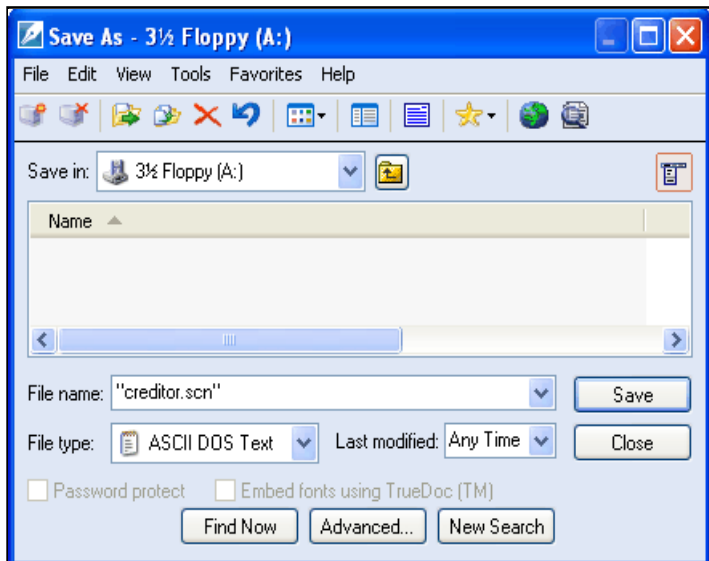 Save As - 3½ Floppy (A:)
File Edit View Tools Favorites Help
Save in: 3½ Floppy (A:)
Name
File name: "creditor.scn" Save
File type: ASCII DOS Text Last modified: Any Time Close
Password protect Embed fonts using TrueDoc (TM)
Find Now Advanced... New Search